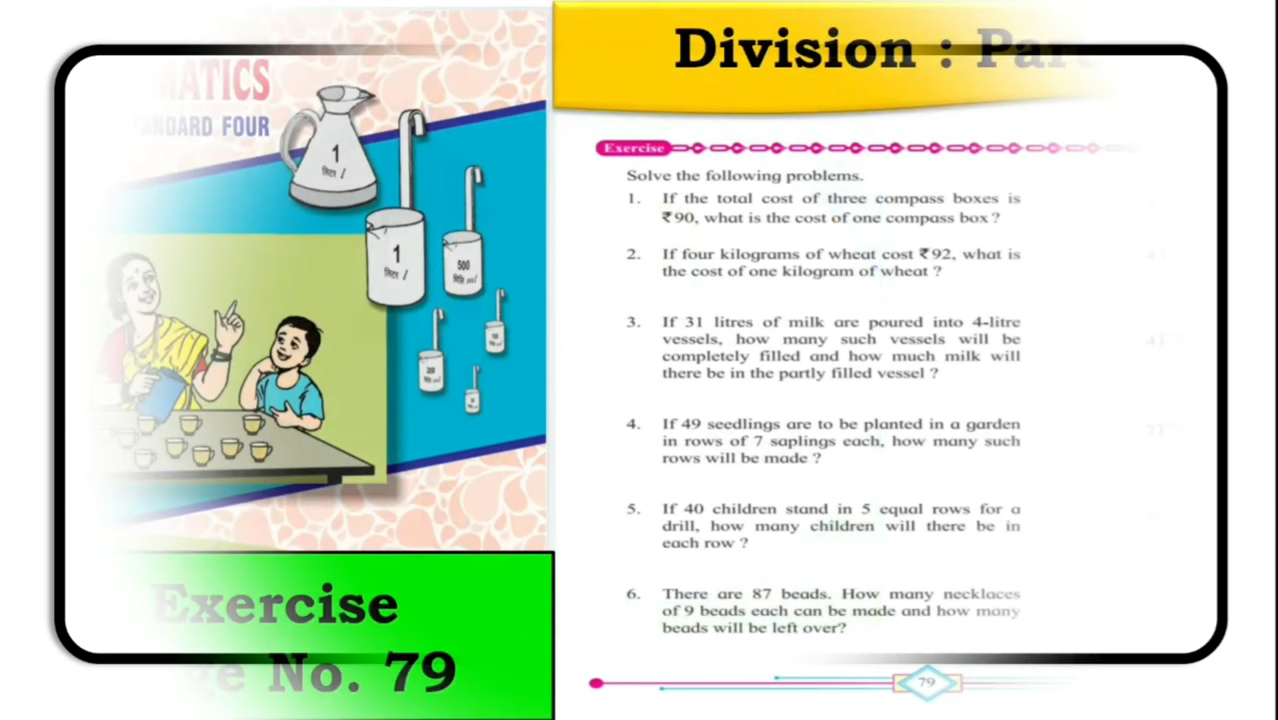 MATICS
STANDARD FOUR
1
लिटर l
1
लिटर l
500
मिलि ml
200
मिलि ml
Exercise
No. 79
Division : Part
Exercise
Solve the following problems.
1. If the total cost of three compass boxes is
₹90, what is the cost of one compass box ?
2. If four kilograms of wheat cost ₹92, what is
the cost of one kilogram of wheat ?
3. If 31 litres of milk are poured into 4-litre
vessels, how many such vessels will be
completely filled and how much milk will
there be in the partly filled vessel ?
4. If 49 seedlings are to be planted in a garden
in rows of 7 saplings each, how many such
rows will be made ?
5. If 40 children stand in 5 equal rows for a
drill, how many children will there be in
each row ?
6. There are 87 beads. How many necklaces
of 9 beads each can be made and how many
beads will be left over?
79